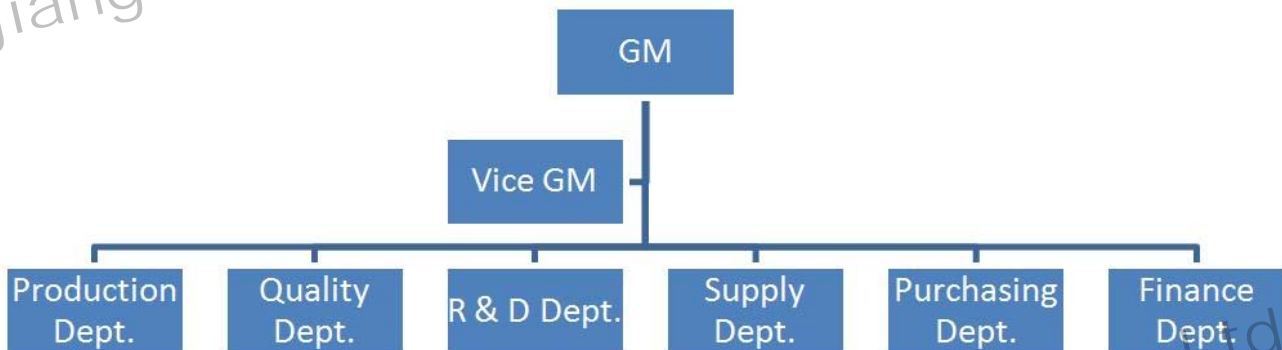 GM
Vice GM
Production
Dept.
Quality
Dept.
R & D Dept.
Supply
Dept.
Purchasing
Dept.
Finance
Dept.